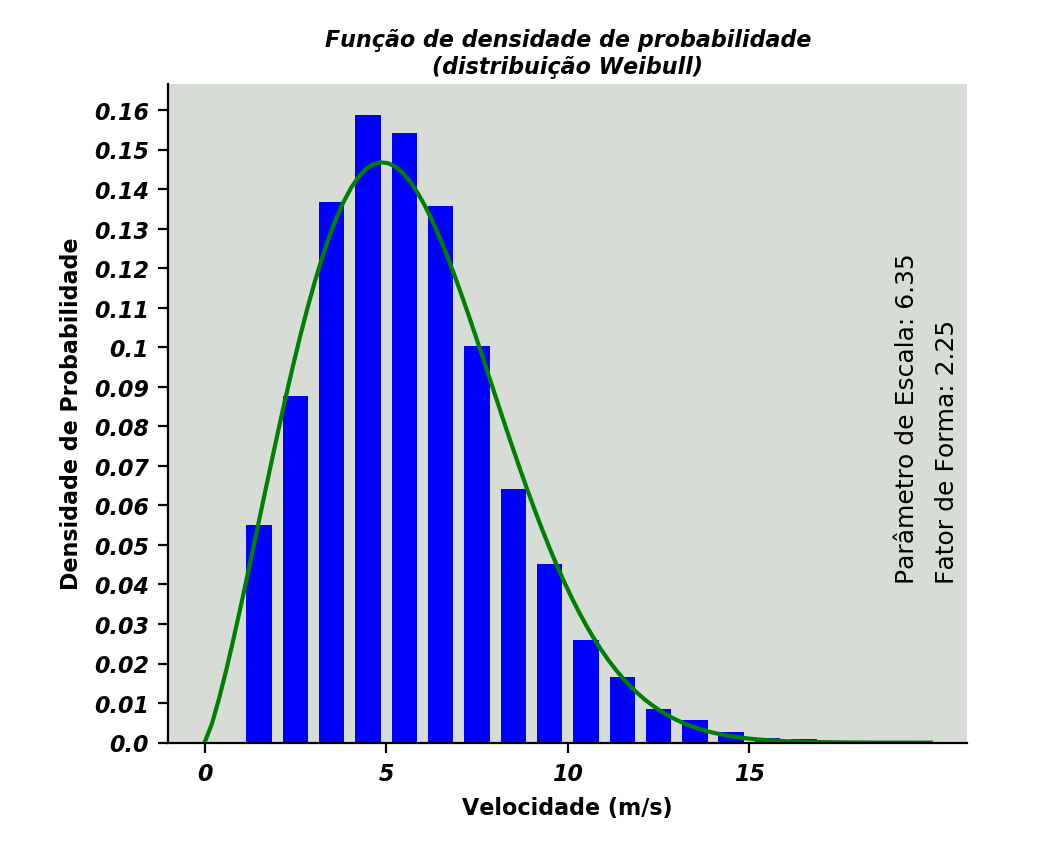 Função de densidade de probabilidade
(distribuição Weibull)
Densidade de Probabilidade
0.16
0.15
0.14
0.13
0.12
0.11
0.1
0.09
0.08
0.07
0.06
0.05
0.04
0.03
0.02
0.01
0.0
0 5 10 15
Velocidade (m/s)
Parâmetro de Escala: 6.35
Fator de Forma: 2.25